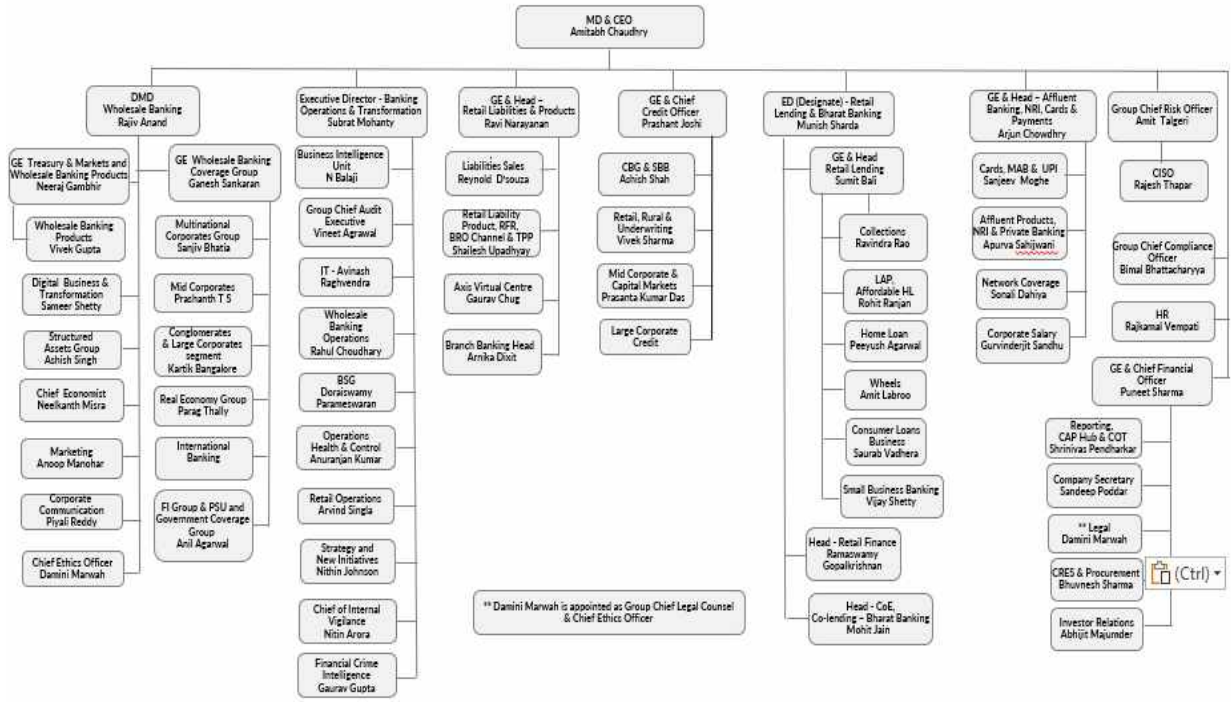 MD & CEO
Amitabh Chaudhry
DMD
Wholesale Banking
Rajiv Anand
GE Treasury & Markets and
Wholesale Banking Products
Neeraj Gambhir
Wholesale Banking
Products
Vivek Gupta
Digital Business &
Transformation
Sameer Shetty
Structured
Assets Group
Ashish Singh
Chief Economist
Neelkanth Misra
Marketing
Anoop Manohar
Corporate
Communication
Piyali Reddy
Chief Ethics Officer
Damini Marwah
GE Wholesale Banking
Coverage Group
Ganesh Sankaran
Multinational
Corporates Group
Sanjiv Bhatia
Mid Corporates
Prashanth T S
Conglomerates
& Large Corporates
segment
Kartik Bangalore
Real Economy Group
Parag Thally
International
Banking
FI Group & PSU and
Government Coverage
Group
Anil Agarwal
Executive Director - Banking
Operations & Transformation
Subrat Mohanty
Business Intelligence
Unit
N Balaji
Group Chief Audit
Executive
Vineet Agrawal
IT - Avinash
Raghvendra
Wholesale
Banking
Operations
Rahul Choudhary
BSG
Doraiswamy
Parameswaran
Operations
Health & Control
Anuranjan Kumar
Retail Operations
Arvind Singla
Strategy and
New Initiatives
Nithin Johnson
Chief of Internal
Vigilance
Nitin Arora
Financial Crime
Intelligence
Gaurav Gupta
GE & Head –
Retail Liabilities & Products
Ravi Narayanan
Liabilities Sales
Reynold D'souza
Retail Liability
Product, RFR,
BRO Channel & TPP
Shailesh Upadhyay
Axis Virtual Centre
Gaurav Chug
Branch Banking Head
Arnika Dixit
GE & Chief
Credit Officer
Prashant Joshi
CBG & SBB
Ashish Shah
Retail, Rural &
Underwriting
Vivek Sharma
Mid Corporate &
Capital Markets
Prasanta Kumar Das
Large Corporate
Credit
ED (Designate) - Retail
Lending & Bharat Banking
Munish Sharda
GE & Head
Retail Lending
Sumit Bali
Collections
Ravindra Rao
LAP,
Affordable HL
Rohit Ranjan
Home Loan
Peeyush Agarwal
Wheels
Amit Labroo
Consumer Loans
Business
Saurab Vadhera
Small Business Banking
Vijay Shetty
Head - Retail Finance
Ramaswamy
Gopalkrishnan
Head - CoE,
Co-lending – Bharat Banking
Mohit Jain
GE & Head – Affluent
Banking, NRI, Cards &
Payments
Arjun Chowdhry
Cards, MAB & UPI
Sanjeev Moghe
Affluent Products,
NRI & Private Banking
Apurva Sahijwani
Network Coverage
Sonali Dahiya
Corporate Salary
Gurvinderjit Sandhu
Group Chief Risk Officer
Amit Talgeri
CISO
Rajesh Thapar
Group Chief Compliance
Officer
Bimal Bhattacharyya
HR
Rajkamal Vempati
GE & Chief Financial
Officer
Puneet Sharma
Reporting,
CAP Hub & COT
Shrinivas Pendharkar
Company Secretary
Sandeep Poddar
** Legal
Damini Marwah
CRES & Procurement
Bhuvnesh Sharma
Investor Relations
Abhijit Majumder
(Ctrl)
** Damini Marwah is appointed as Group Chief Legal Counsel
& Chief Ethics Officer